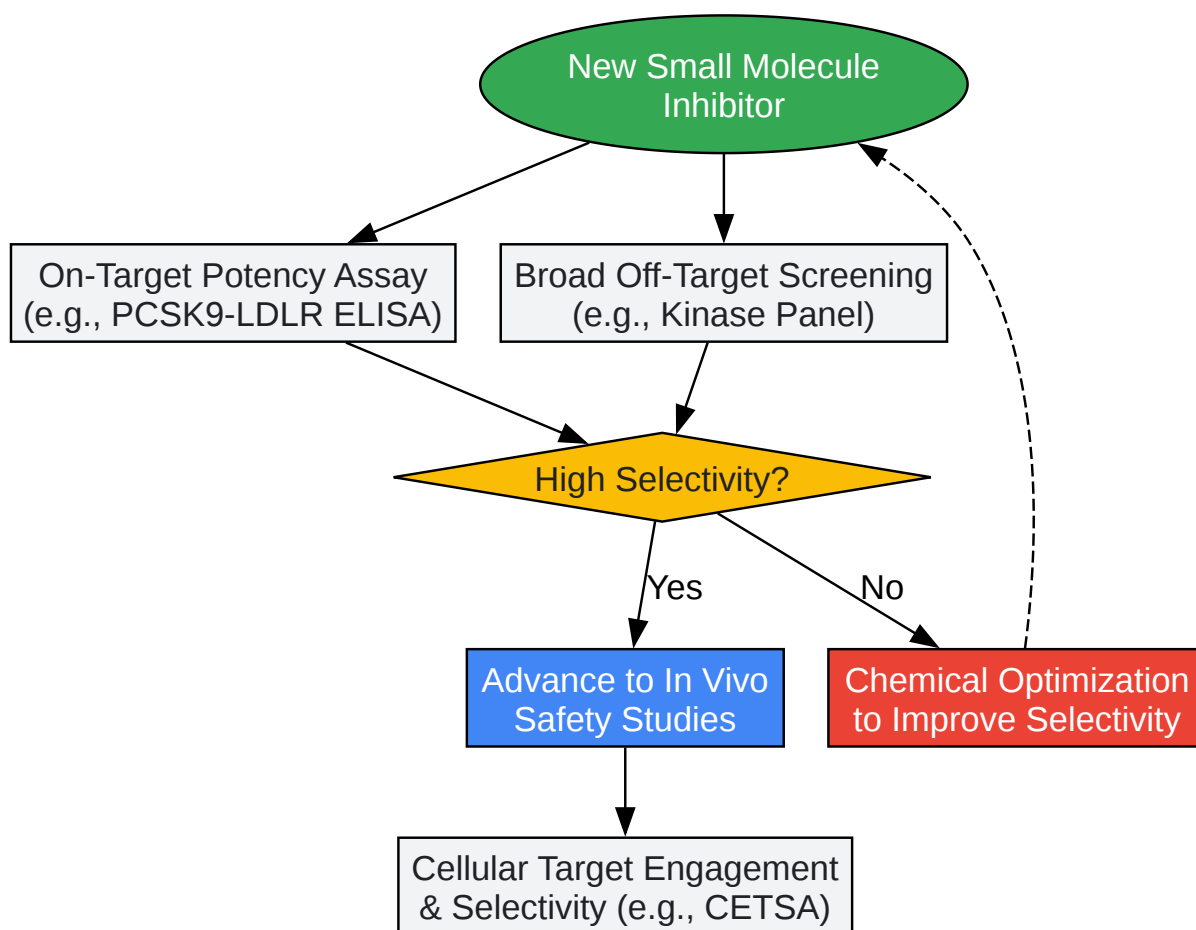 New Small Molecule
Inhibitor
On-Target Potency Assay
(e.g., PCSK9-LDLR ELISA)
Broad Off-Target Screening
(e.g., Kinase Panel)
High Selectivity?
Yes
No
Advance to In Vivo
Safety Studies
Chemical Optimization
to Improve Selectivity
Cellular Target Engagement
& Selectivity (e.g., CETSA)